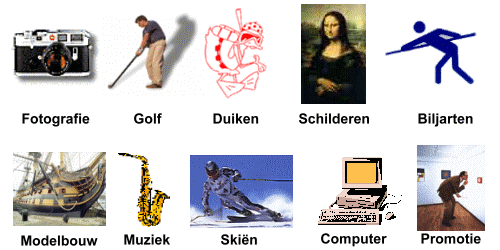 Fotografie Golf Duiken Schilderen Biljarten
Modelbouw Muziek Skiën Computer Promotie